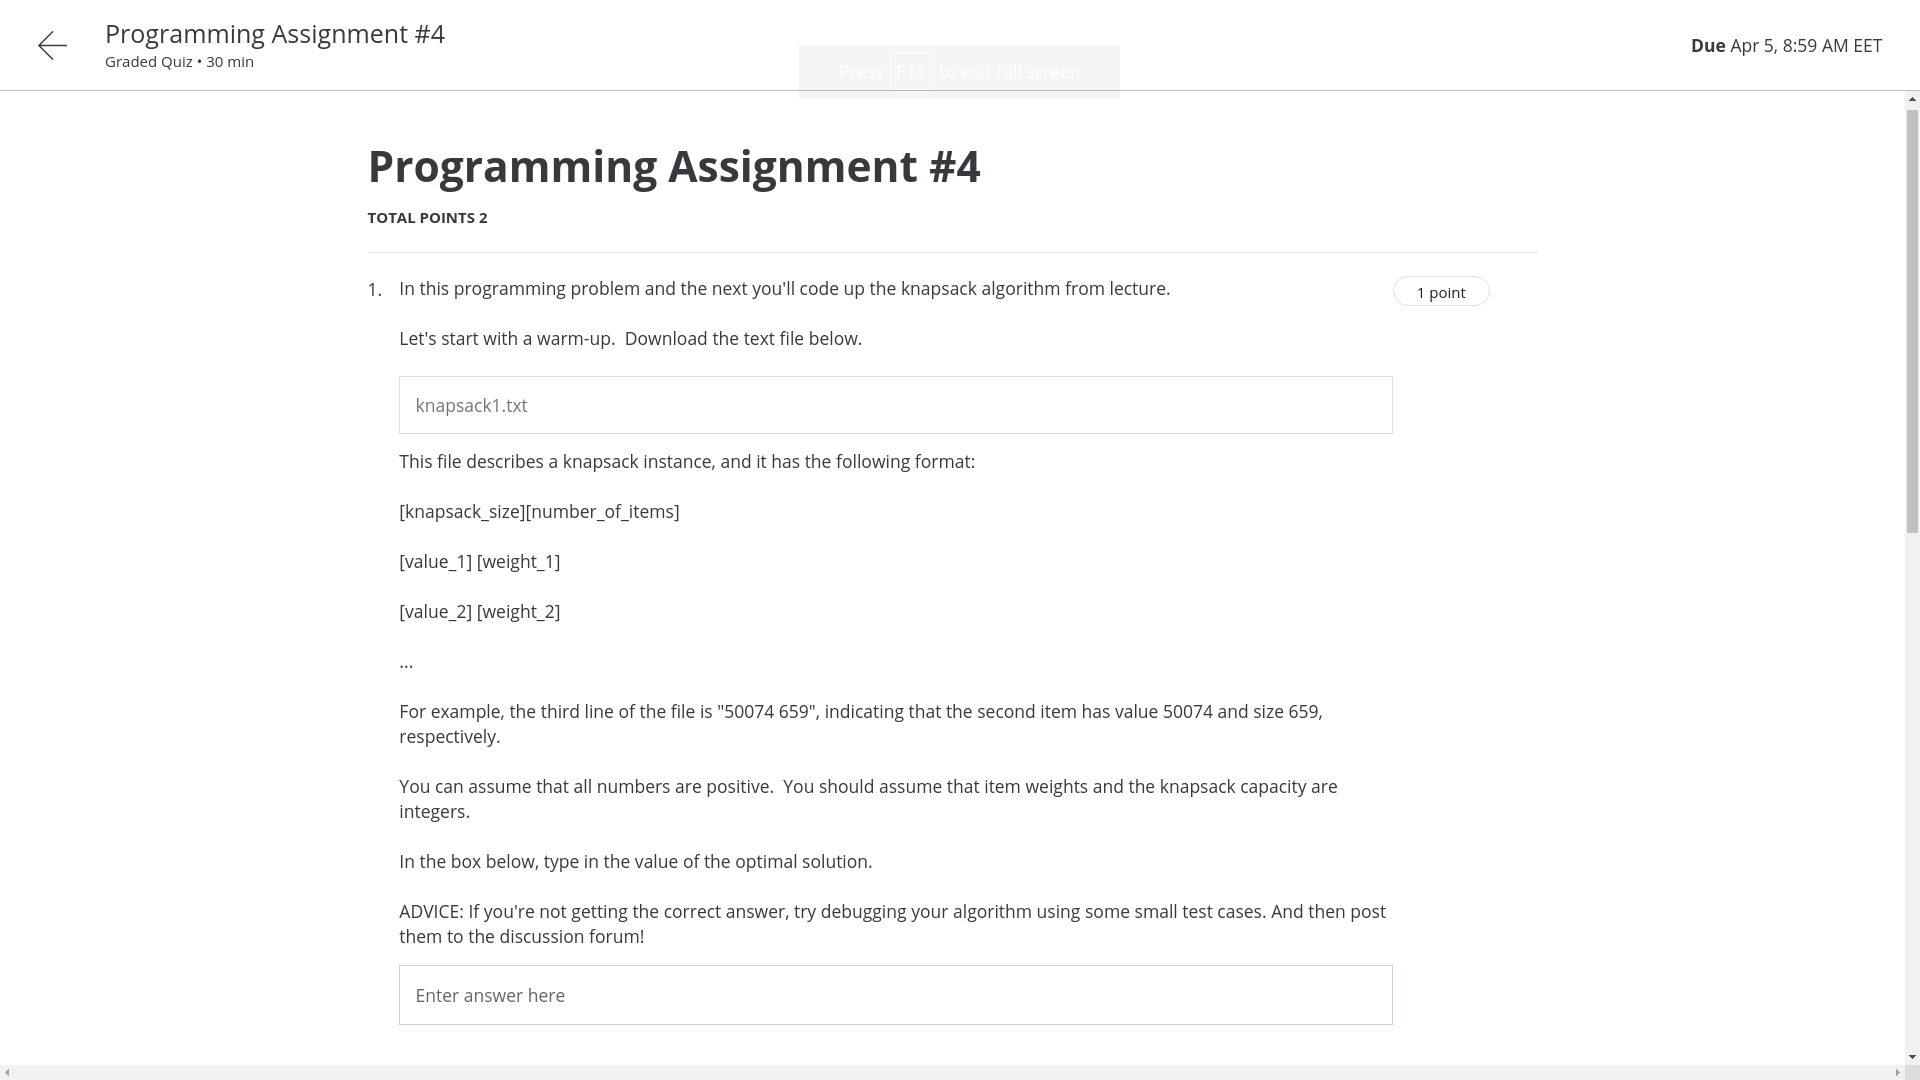 Programming Assignment #4
Graded Quiz • 30 min
Due Apr 5, 8:59 AM EET
Press F11 to exit full screen
Programming Assignment #4
TOTAL POINTS 2
1. In this programming problem and the next you'll code up the knapsack algorithm from lecture.
1 point
Let's start with a warm-up.  Download the text file below.
knapsack1.txt
This file describes a knapsack instance, and it has the following format:
[knapsack_size][number_of_items]
[value_1] [weight_1]
[value_2] [weight_2]
...
For example, the third line of the file is "50074 659", indicating that the second item has value 50074 and size 659,
respectively.
You can assume that all numbers are positive.  You should assume that item weights and the knapsack capacity are
integers.
In the box below, type in the value of the optimal solution.
ADVICE: If you're not getting the correct answer, try debugging your algorithm using some small test cases. And then post
them to the discussion forum!
Enter answer here